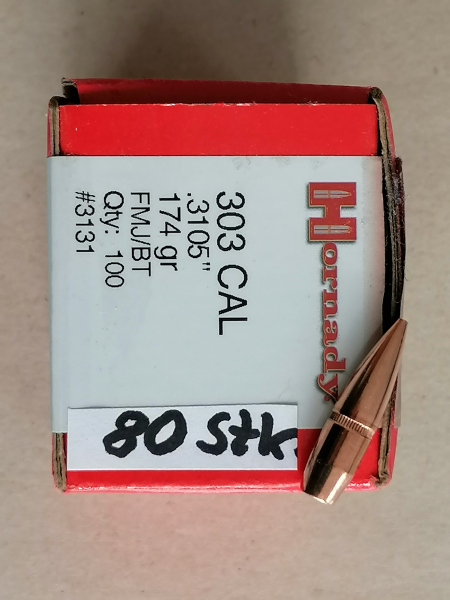 Hornady
303 CAL
.3105"
174 gr
FMJ/BT
Qty: 100
#3131
80 Stk.